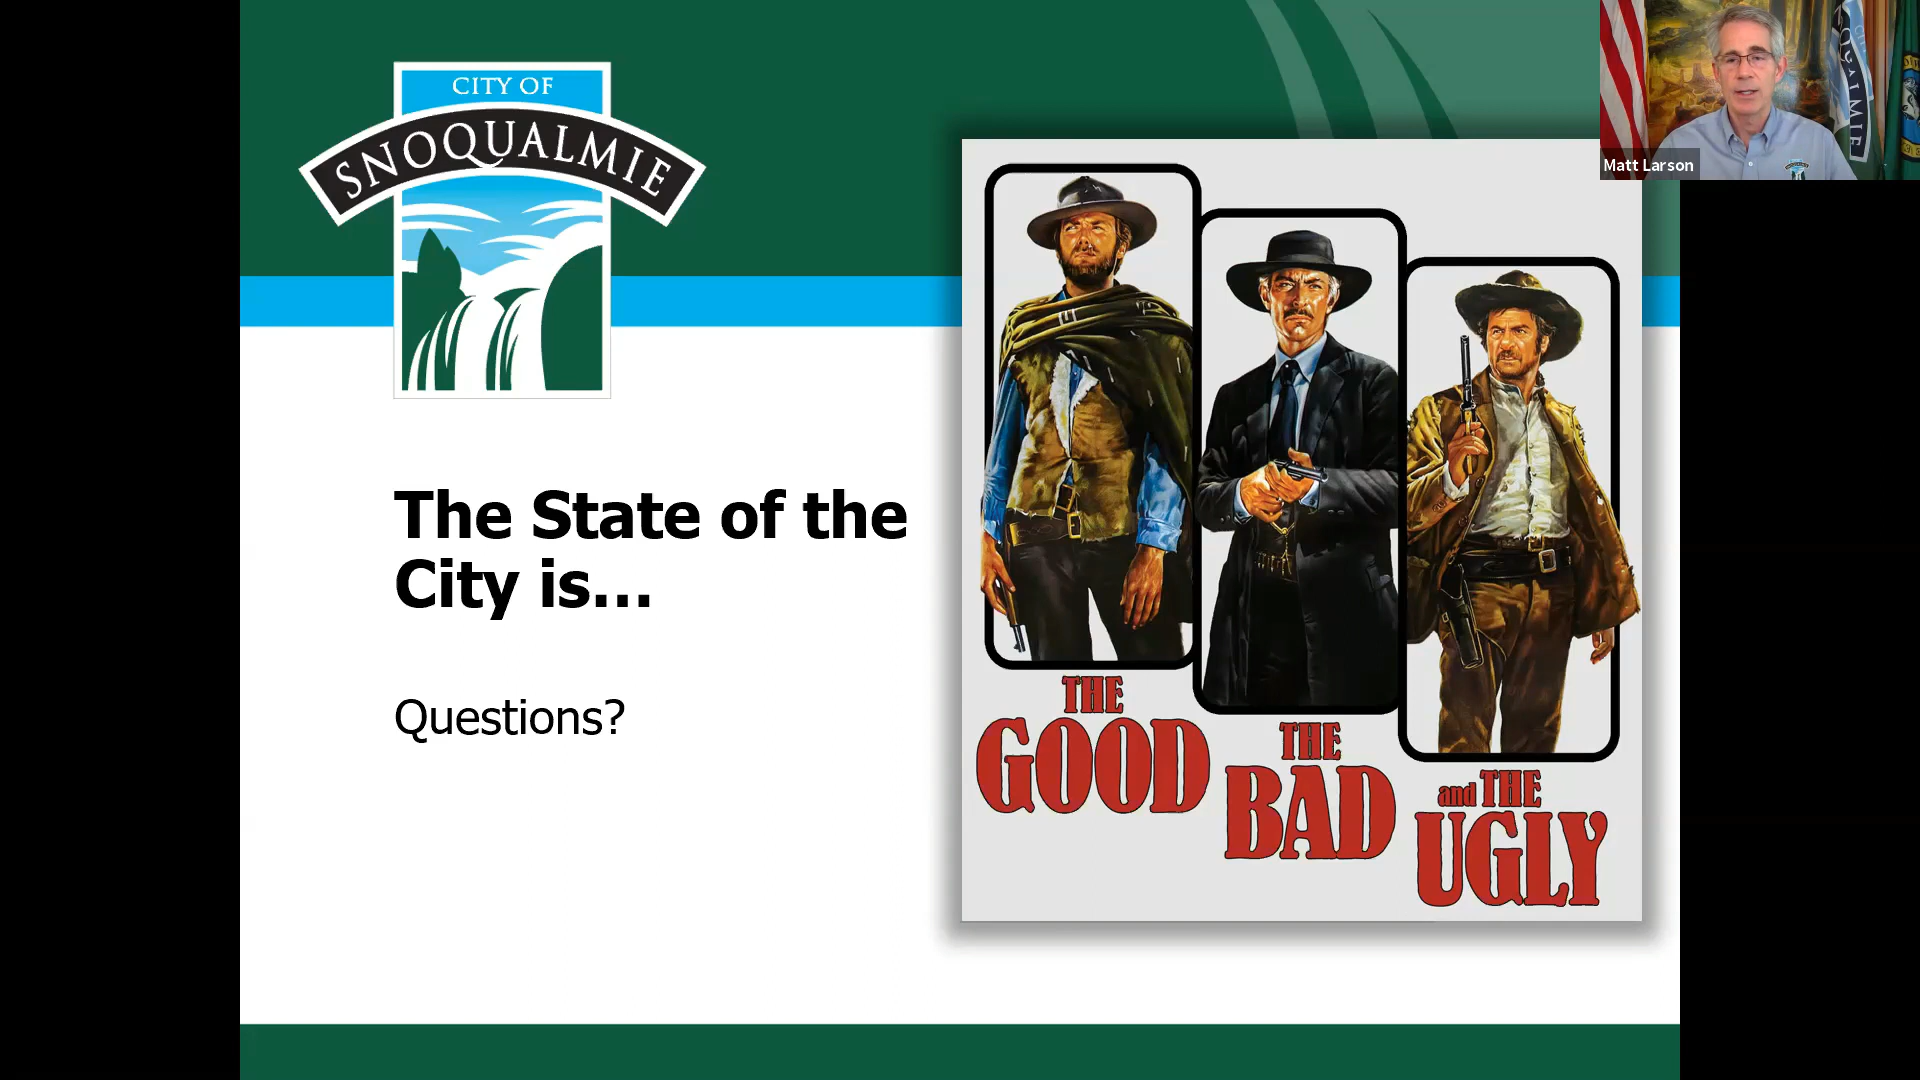 CITY OF
SNOQUALMIE
The State of the
City is...
Questions?
THE
GOOD
THE
BAD
and THE
UGLY
Matt Larson